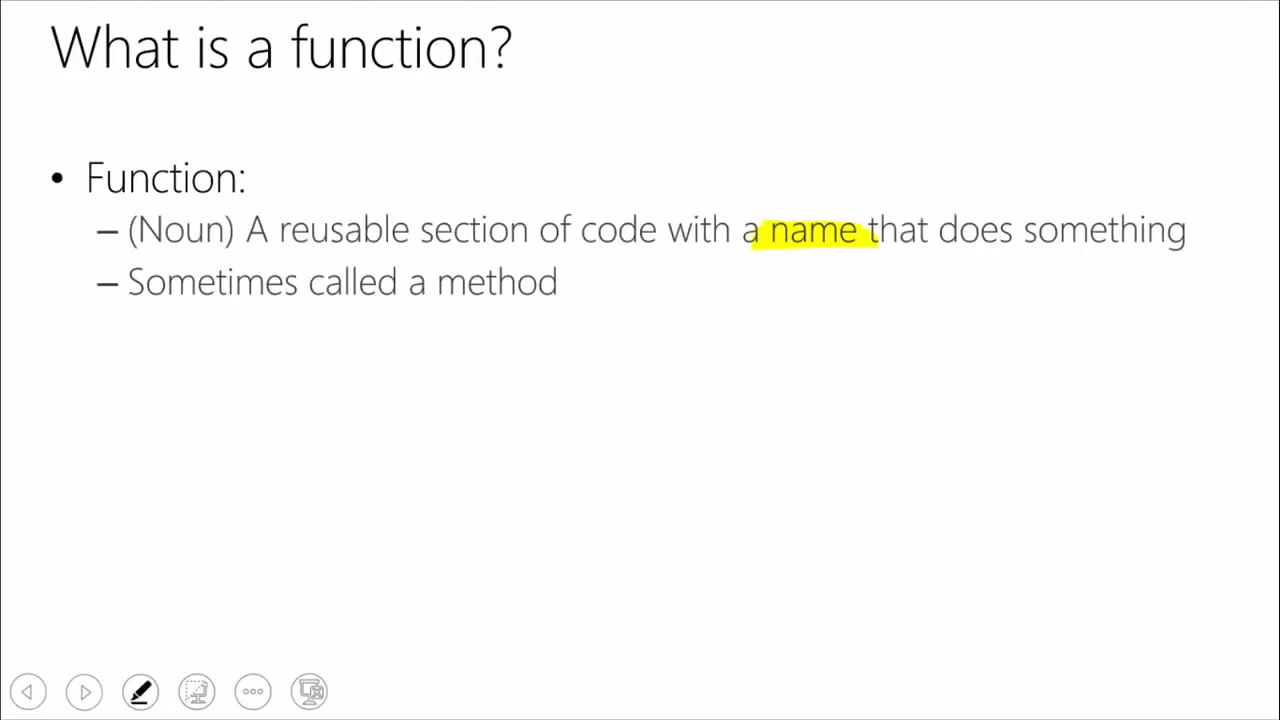 What is a function?
• Function:
– (Noun) A reusable section of code with a name that does something
– Sometimes called a method